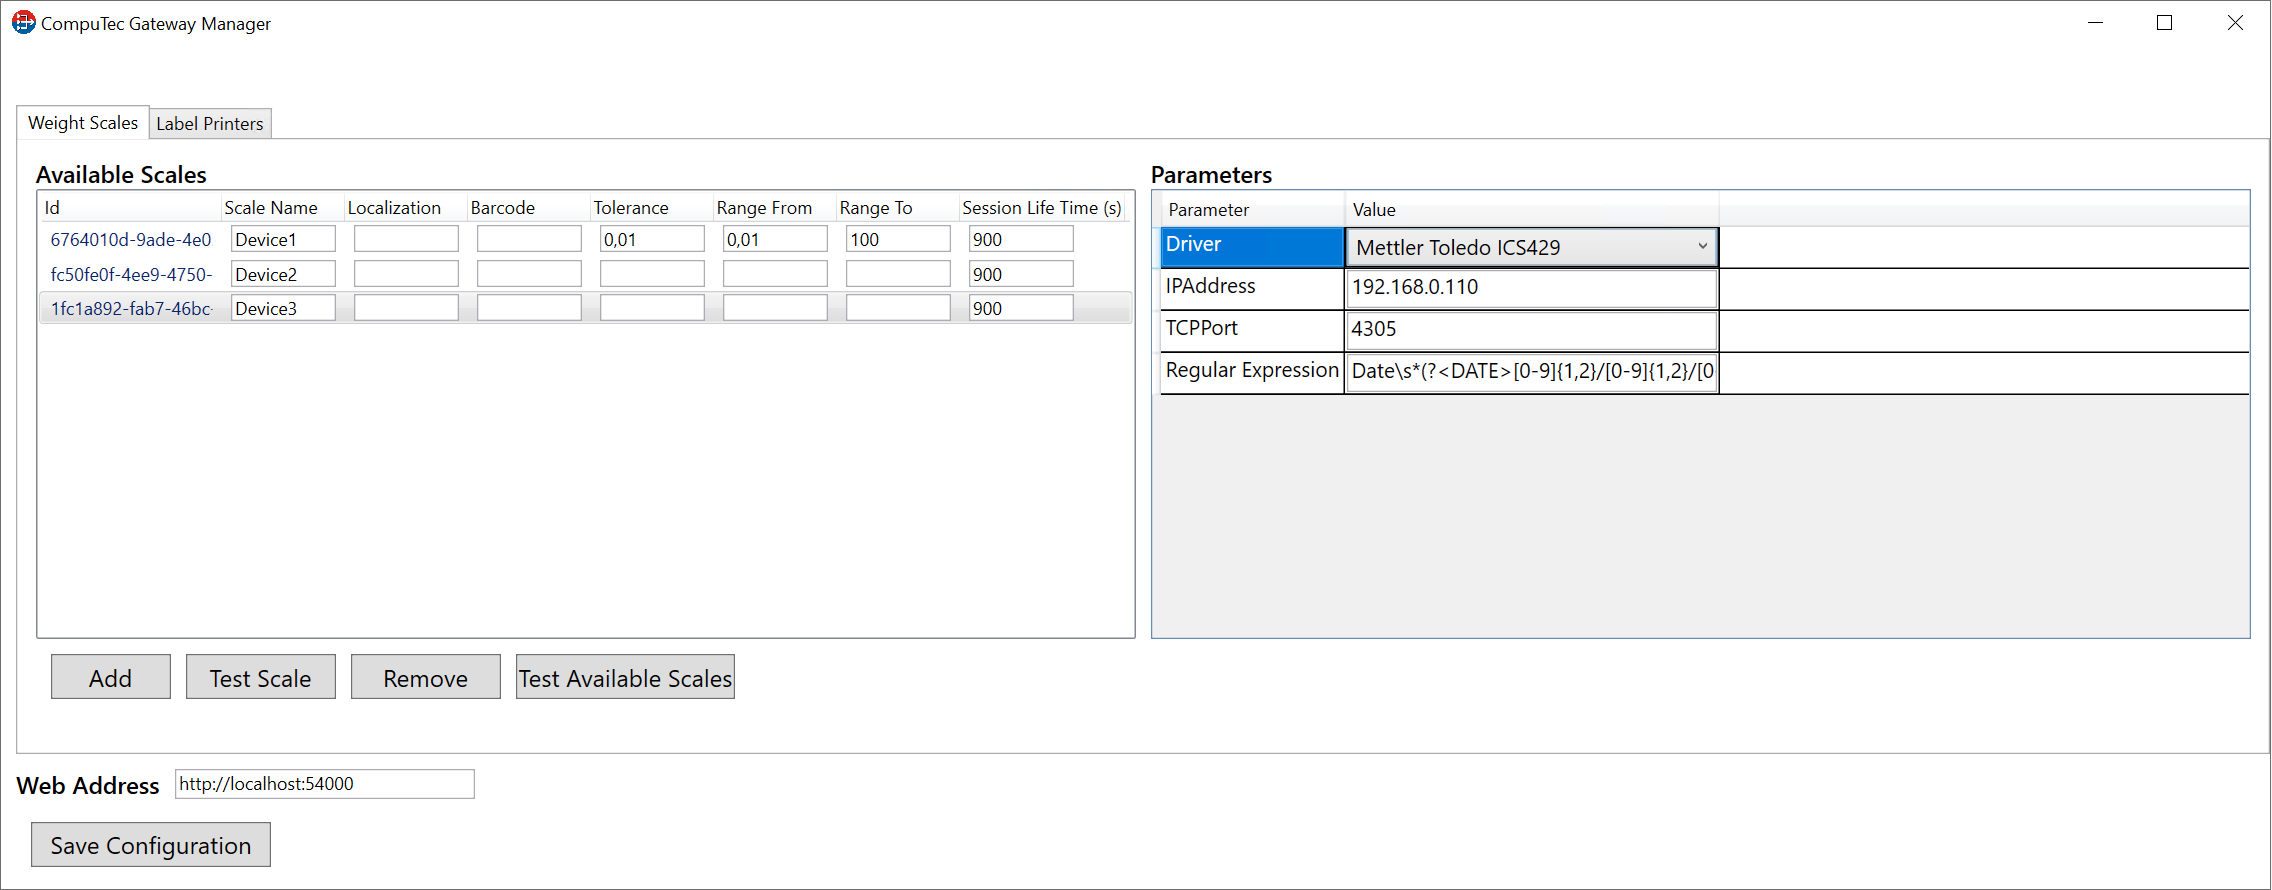 CompuTec Gateway Manager
Weight Scales Label Printers
Available Scales
Id Scale Name Localization Barcode Tolerance Range From Range To Session Life Time (s)
6764010d-9ade-4e0 Device1 0,01 0,01 100 900
fc50fe0f-4ee9-4750- Device2 900
1fc1a892-fab7-46bc- Device3 900
Parameters
Parameter Value
Driver Mettler Toledo ICS429
IPAddress 192.168.0.110
TCPPort 4305
Regular Expression Date\s*(?<DATE>[0-9]{1,2}/[0-9]{1,2}/[0
Add Test Scale Remove Test Available Scales
Web Address http://localhost:54000
Save Configuration